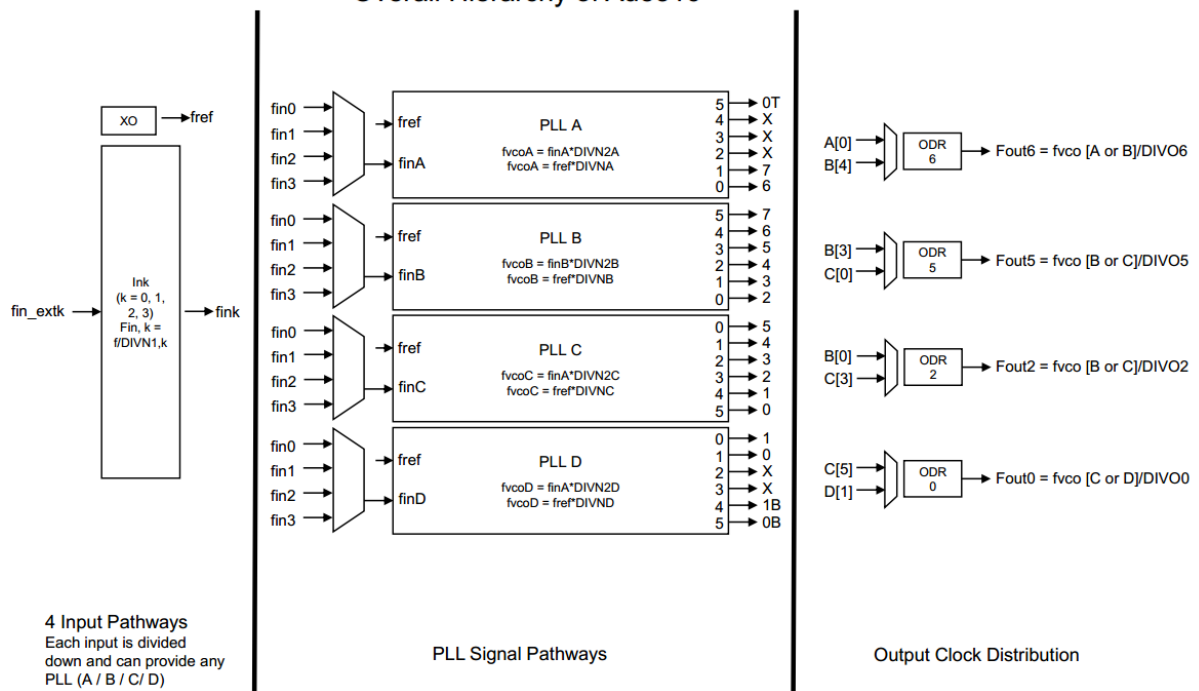 XO
fref
fin_extk
Ink
(k = 0, 1,
2, 3)
Fin, k =
f/DIVN1,k
fink
4 Input Pathways
Each input is divided
down and can provide any
PLL (A / B / C/ D)
fin0
fin1
fin2
fin3
fref
finA
PLL A
fvcoA = finA*DIVN2A
fvcoA = fref*DIVNA
5 0T
4 X
3 X
2 X
1 7
0 6
fin0
fin1
fin2
fin3
fref
finB
PLL B
fvcoB = finB*DIVN2B
fvcoB = fref*DIVNB
5 7
4 6
3 5
2 4
1 3
0 2
fin0
fin1
fin2
fin3
fref
finC
PLL C
fvcoC = finA*DIVN2C
fvcoC = fref*DIVNC
0 5
1 4
2 3
3 2
4 1
5 0
fin0
fin1
fin2
fin3
fref
finD
PLL D
fvcoD = finA*DIVN2D
fvcoD = fref*DIVND
0 1
1 0
2 X
3 X
4 1B
5 0B
PLL Signal Pathways
A[0]
B[4]
ODR
6
Fout6 = fvco [A or B]/DIVO6
B[3]
C[0]
ODR
5
Fout5 = fvco [B or C]/DIVO5
B[0]
C[3]
ODR
2
Fout2 = fvco [B or C]/DIVO2
C[5]
D[1]
ODR
0
Fout0 = fvco [C or D]/DIVO0
Output Clock Distribution